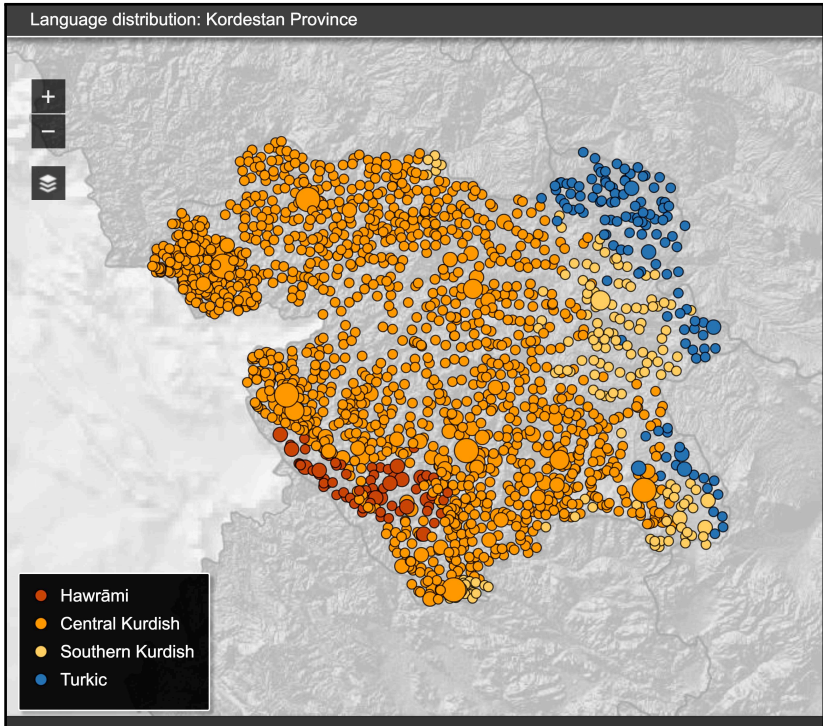 Language distribution: Kordestan Province
+
−
Hawrāmi
Central Kurdish
Southern Kurdish
Turkic